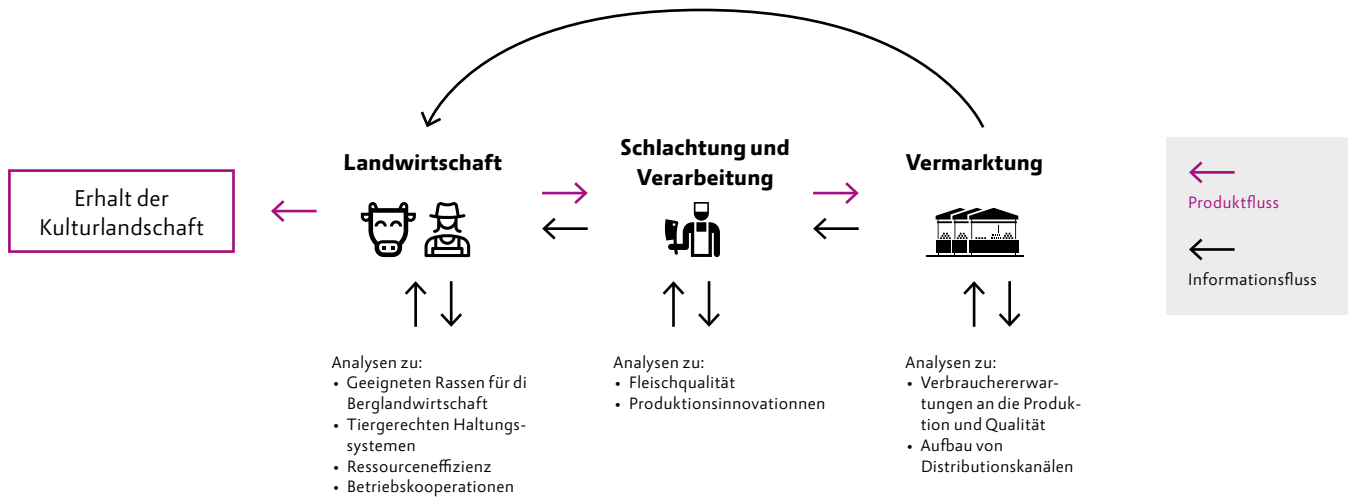 Erhalt der
Kulturlandschaft
Landwirtschaft
Schlachtung und
Verarbeitung
Vermarktung
Produktfluss
Informationsfluss
Analysen zu:
• Geeigneten Rassen für di
Berglandwirtschaft
• Tiergerechten Haltungs-
systemen
• Ressourceneffizienz
• Betriebskooperationen
Analysen zu:
• Fleischqualität
• Produktionsinnovationnen
Analysen zu:
• Verbrauchererwar-
tungen an die Produk-
tion und Qualität
• Aufbau von
Distributionskanälen